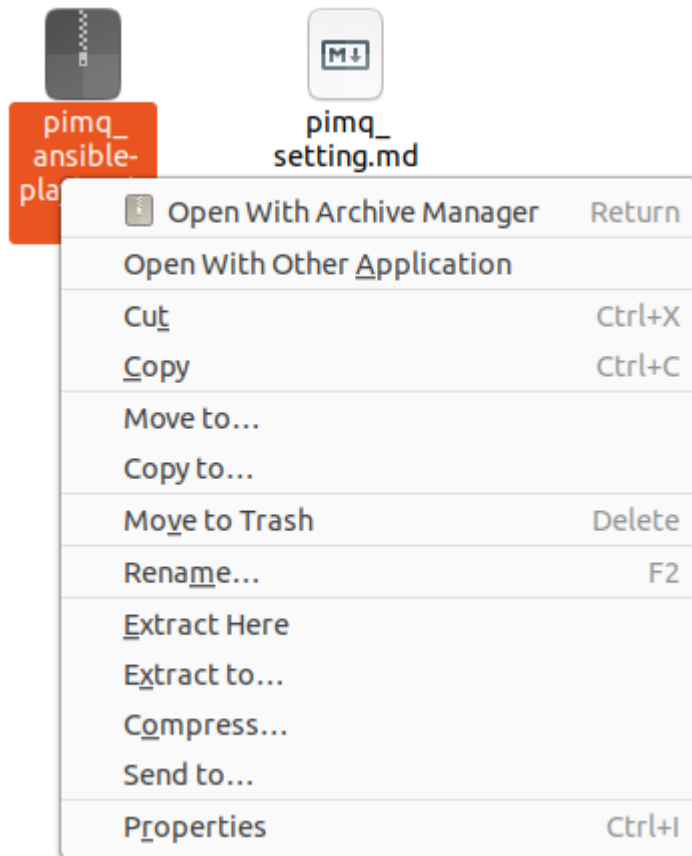 M↓
pimq_
ansible-
pimq_
setting.md
Open With Archive Manager Return
Open With Other Application
Cut Ctrl+X
Copy Ctrl+C
Move to…
Copy to…
Move to Trash Delete
Rename… F2
Extract Here
Extract to…
Compress…
Send to…
Properties Ctrl+I